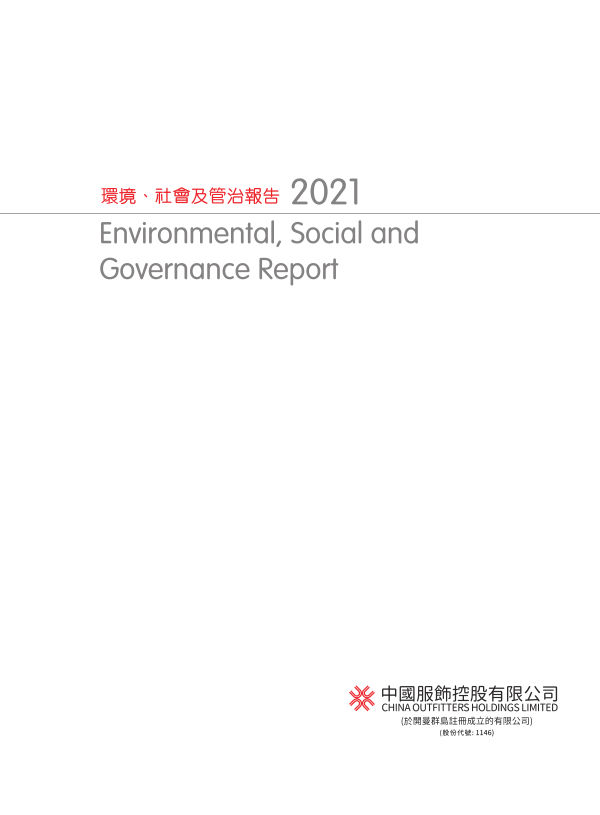 環境、社會及管治報告 2021
Environmental, Social and
Governance Report
中國服飾控股有限公司
CHINA OUTFITTERS HOLDINGS LIMITED
(於開曼群島註冊成立的有限公司)
(股份代號: 1146)